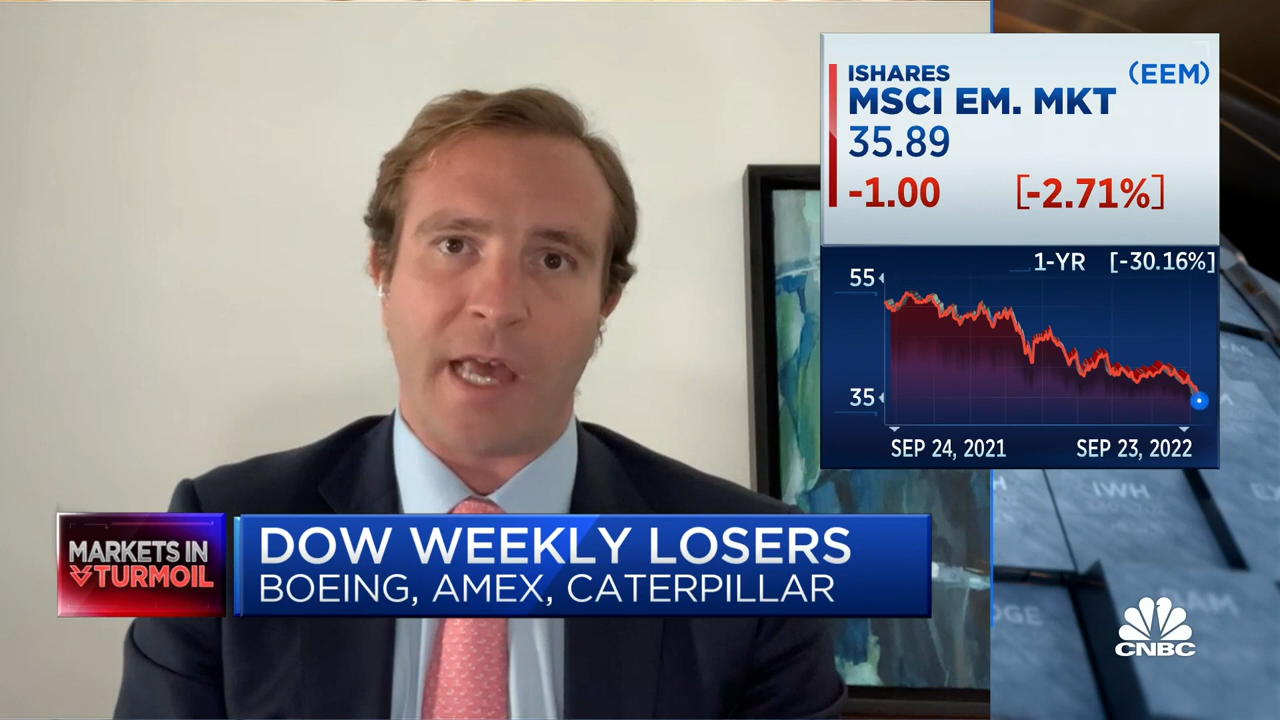 ISHARES (EEM)
MSCI EM. MKT
35.89
-1.00 [-2.71%]
1-YR [-30.16%]
55
35
SEP 24, 2021 SEP 23, 2022
MARKETS IN
TURMOIL
DOW WEEKLY LOSERS
BOEING, AMEX, CATERPILLAR
IWH
CNBC